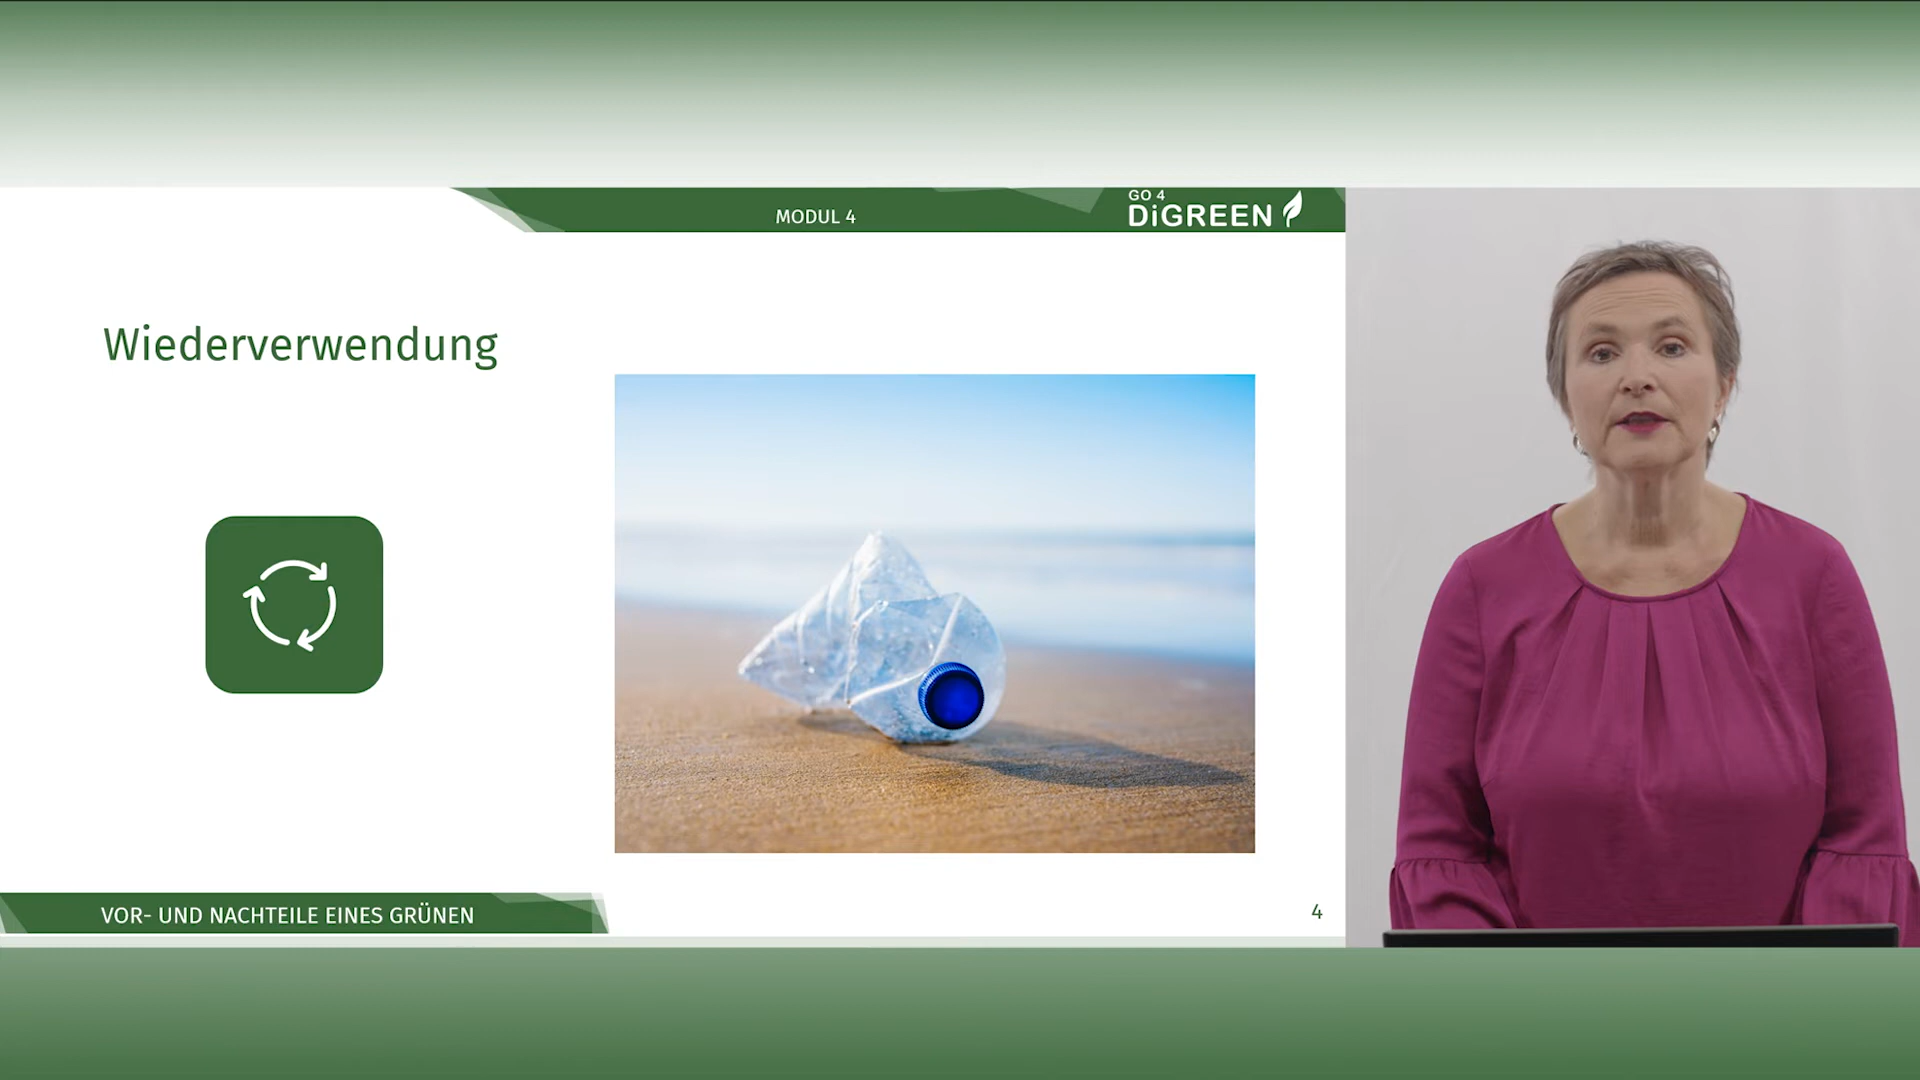 MODUL 4
GO 4
DiGREEN
Wiederverwendung
VOR- UND NACHTEILE EINES GRÜNEN
4